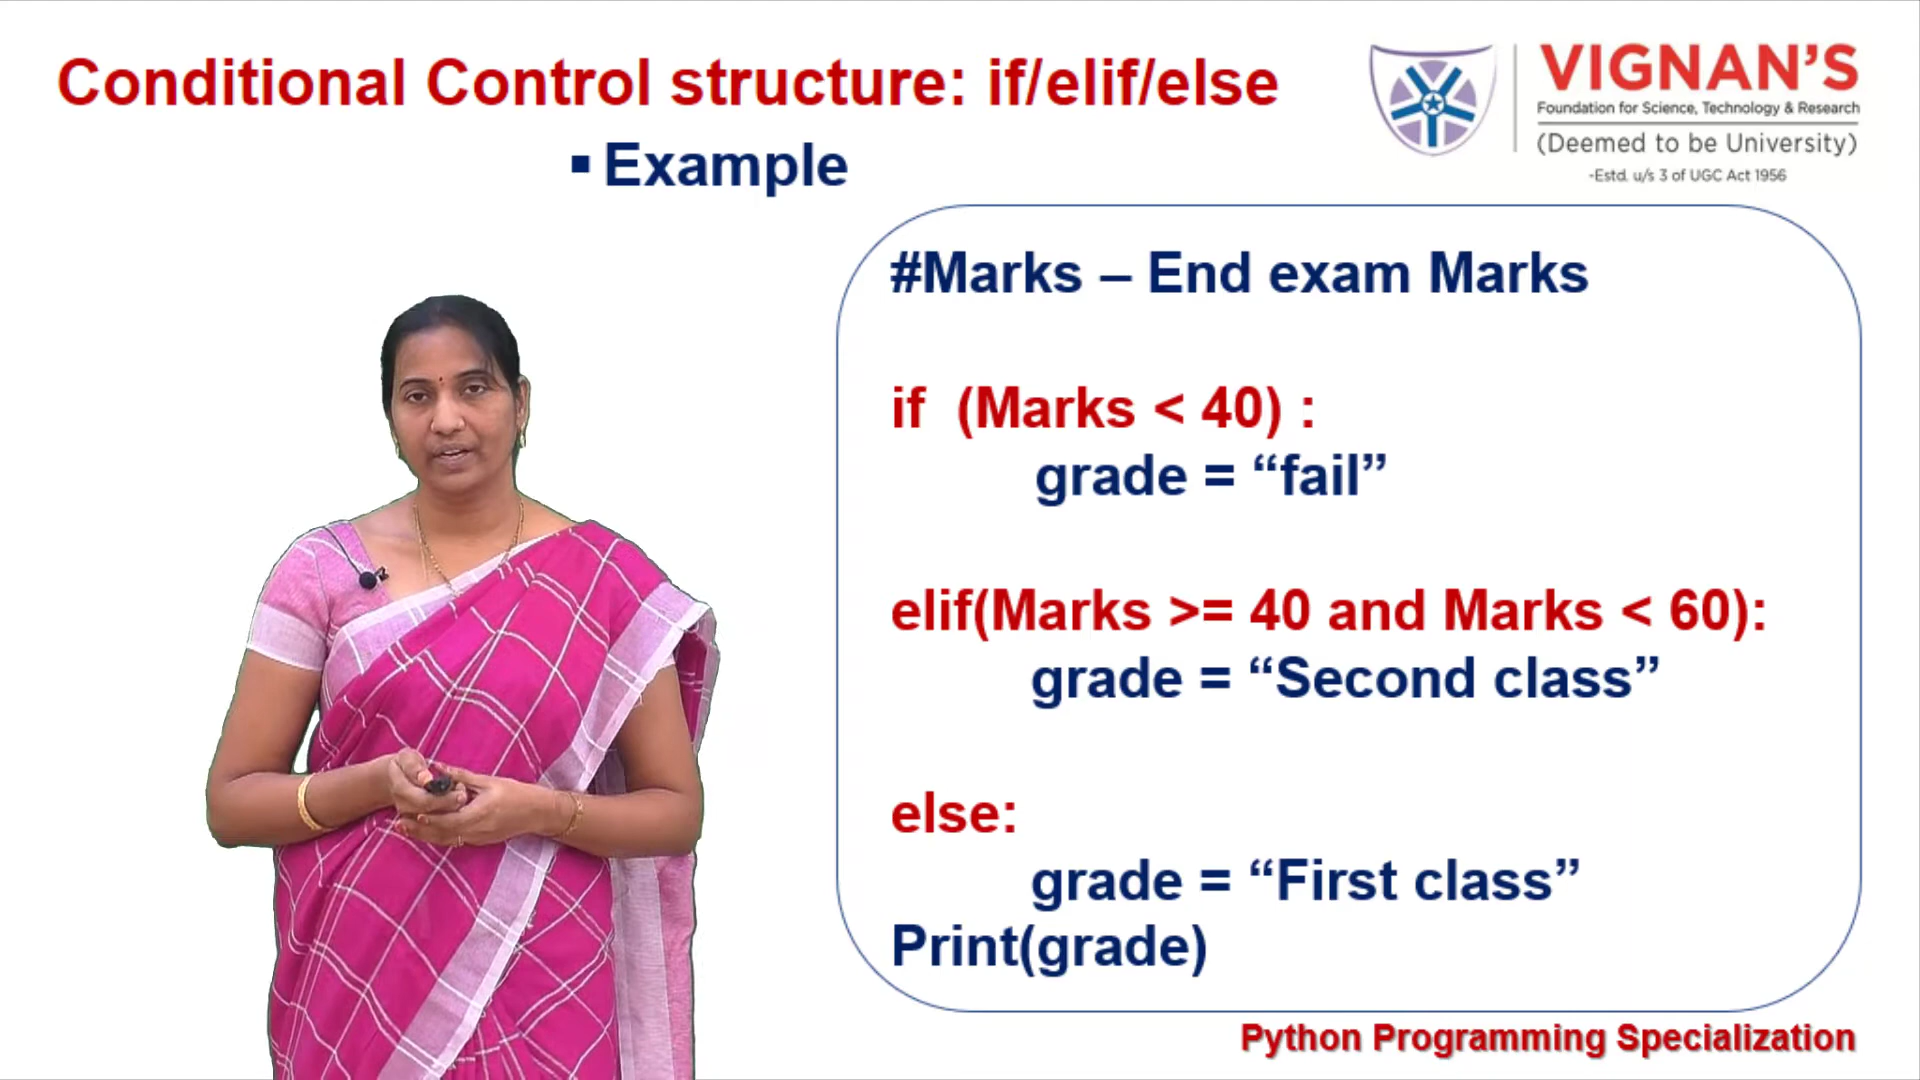 Conditional Control structure: if/elif/else
▪ Example
VIGNAN'S
Foundation for Science, Technology & Research
(Deemed to be University)
-Estd. u/s 3 of UGC Act 1956
#Marks – End exam Marks
if (Marks < 40) :
grade = “fail”
elif(Marks >= 40 and Marks < 60):
grade = “Second class”
else:
grade = “First class”
Print(grade)
Python Programming Specialization